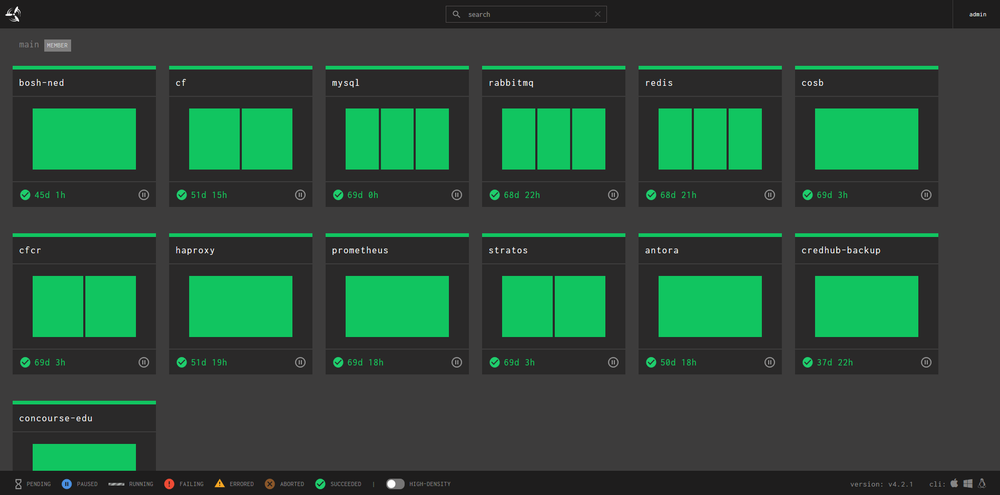 search
admin
main MEMBER
bosh-ned
cf
mysql
rabbitmq
redis
cosb
45d 1h
51d 15h
69d 0h
68d 22h
68d 21h
69d 3h
cfcr
haproxy
prometheus
stratos
antora
credhub-backup
69d 3h
51d 19h
69d 18h
69d 3h
50d 18h
37d 22h
concourse-edu
PENDING PAUSED RUNNING FAILING ERRORED ABORTED SUCCEEDED | HIGH-DENSITY version: v4.2.1 cli: